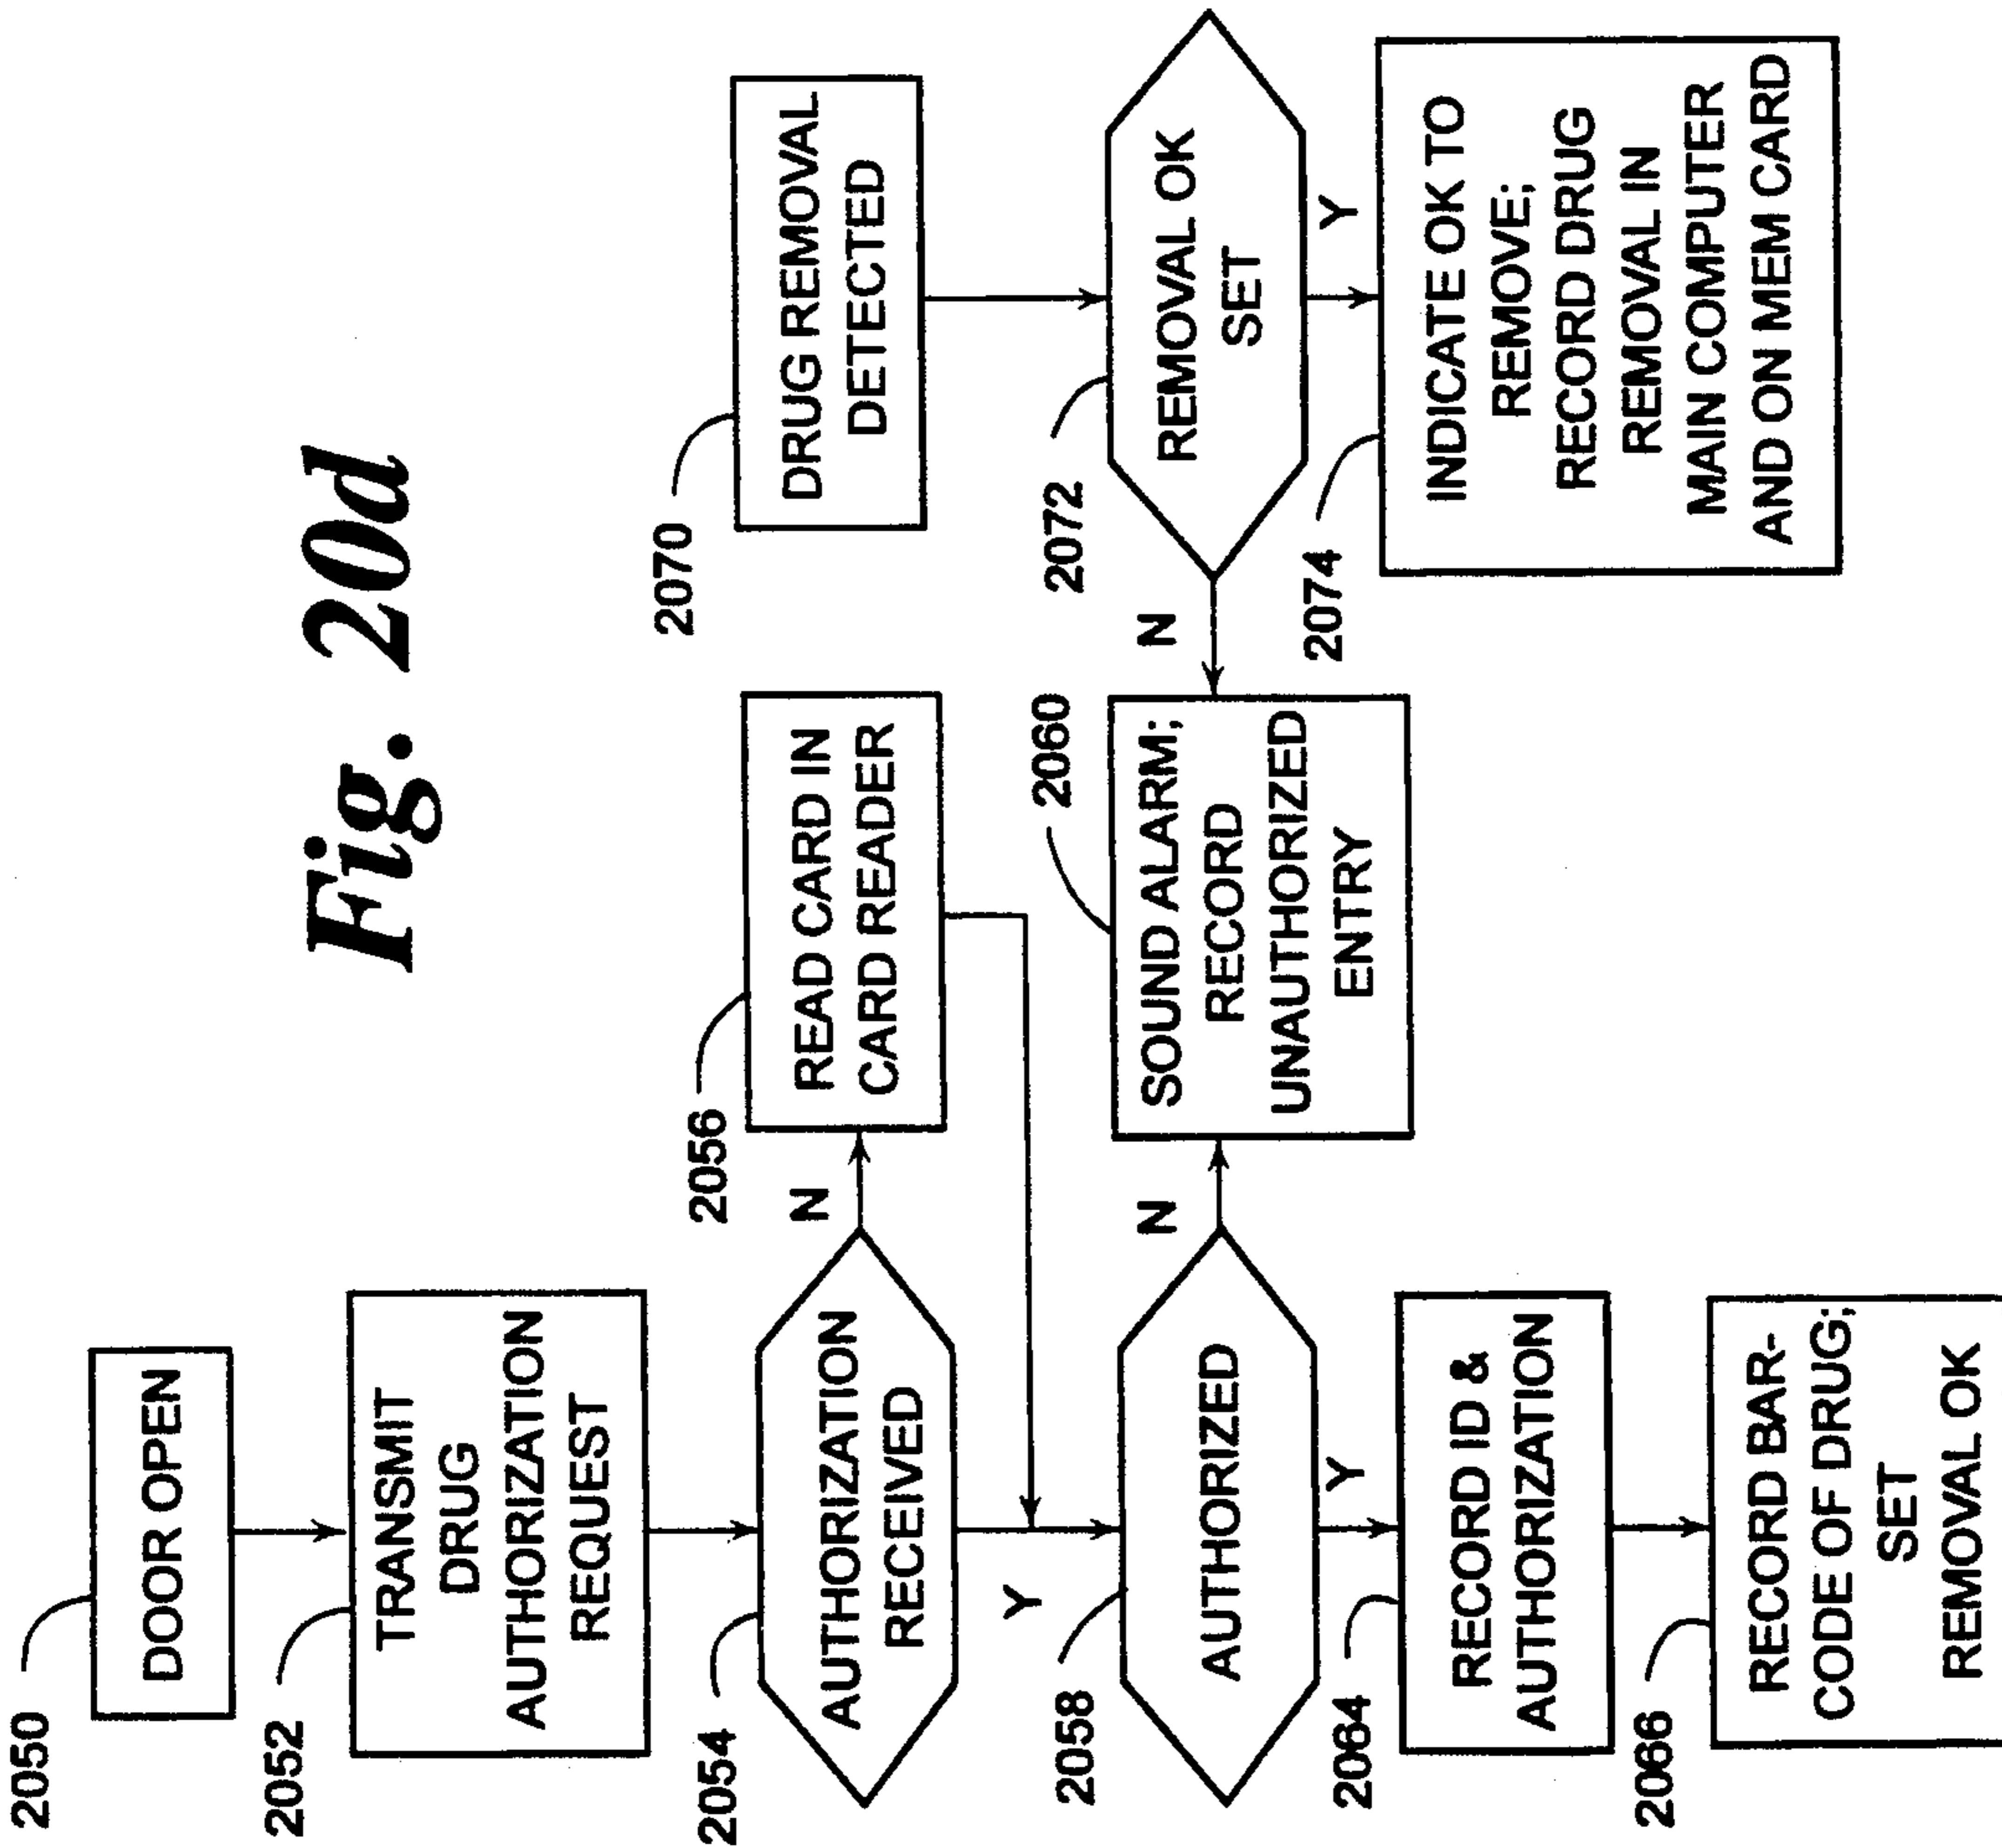 Fig. 20d
2050
DOOR OPEN
2052
TRANSMIT
DRUG
AUTHORIZATION
REQUEST
2054
AUTHORIZATION
RECEIVED
N
Y
2056
READ CARD IN
CARD READER
2058
AUTHORIZED
N
Y
2060
SOUND ALARM;
RECORD
UNAUTHORIZED
ENTRY
2064
RECORD ID &
AUTHORIZATION
2066
RECORD BAR-
CODE OF DRUG;
SET
REMOVAL OK
2070
DRUG REMOVAL
DETECTED
2072
REMOVAL OK
SET
N
Y
2074
INDICATE OK TO
REMOVE;
RECORD DRUG
REMOVAL IN
MAIN COMPUTER
AND ON MEM CARD